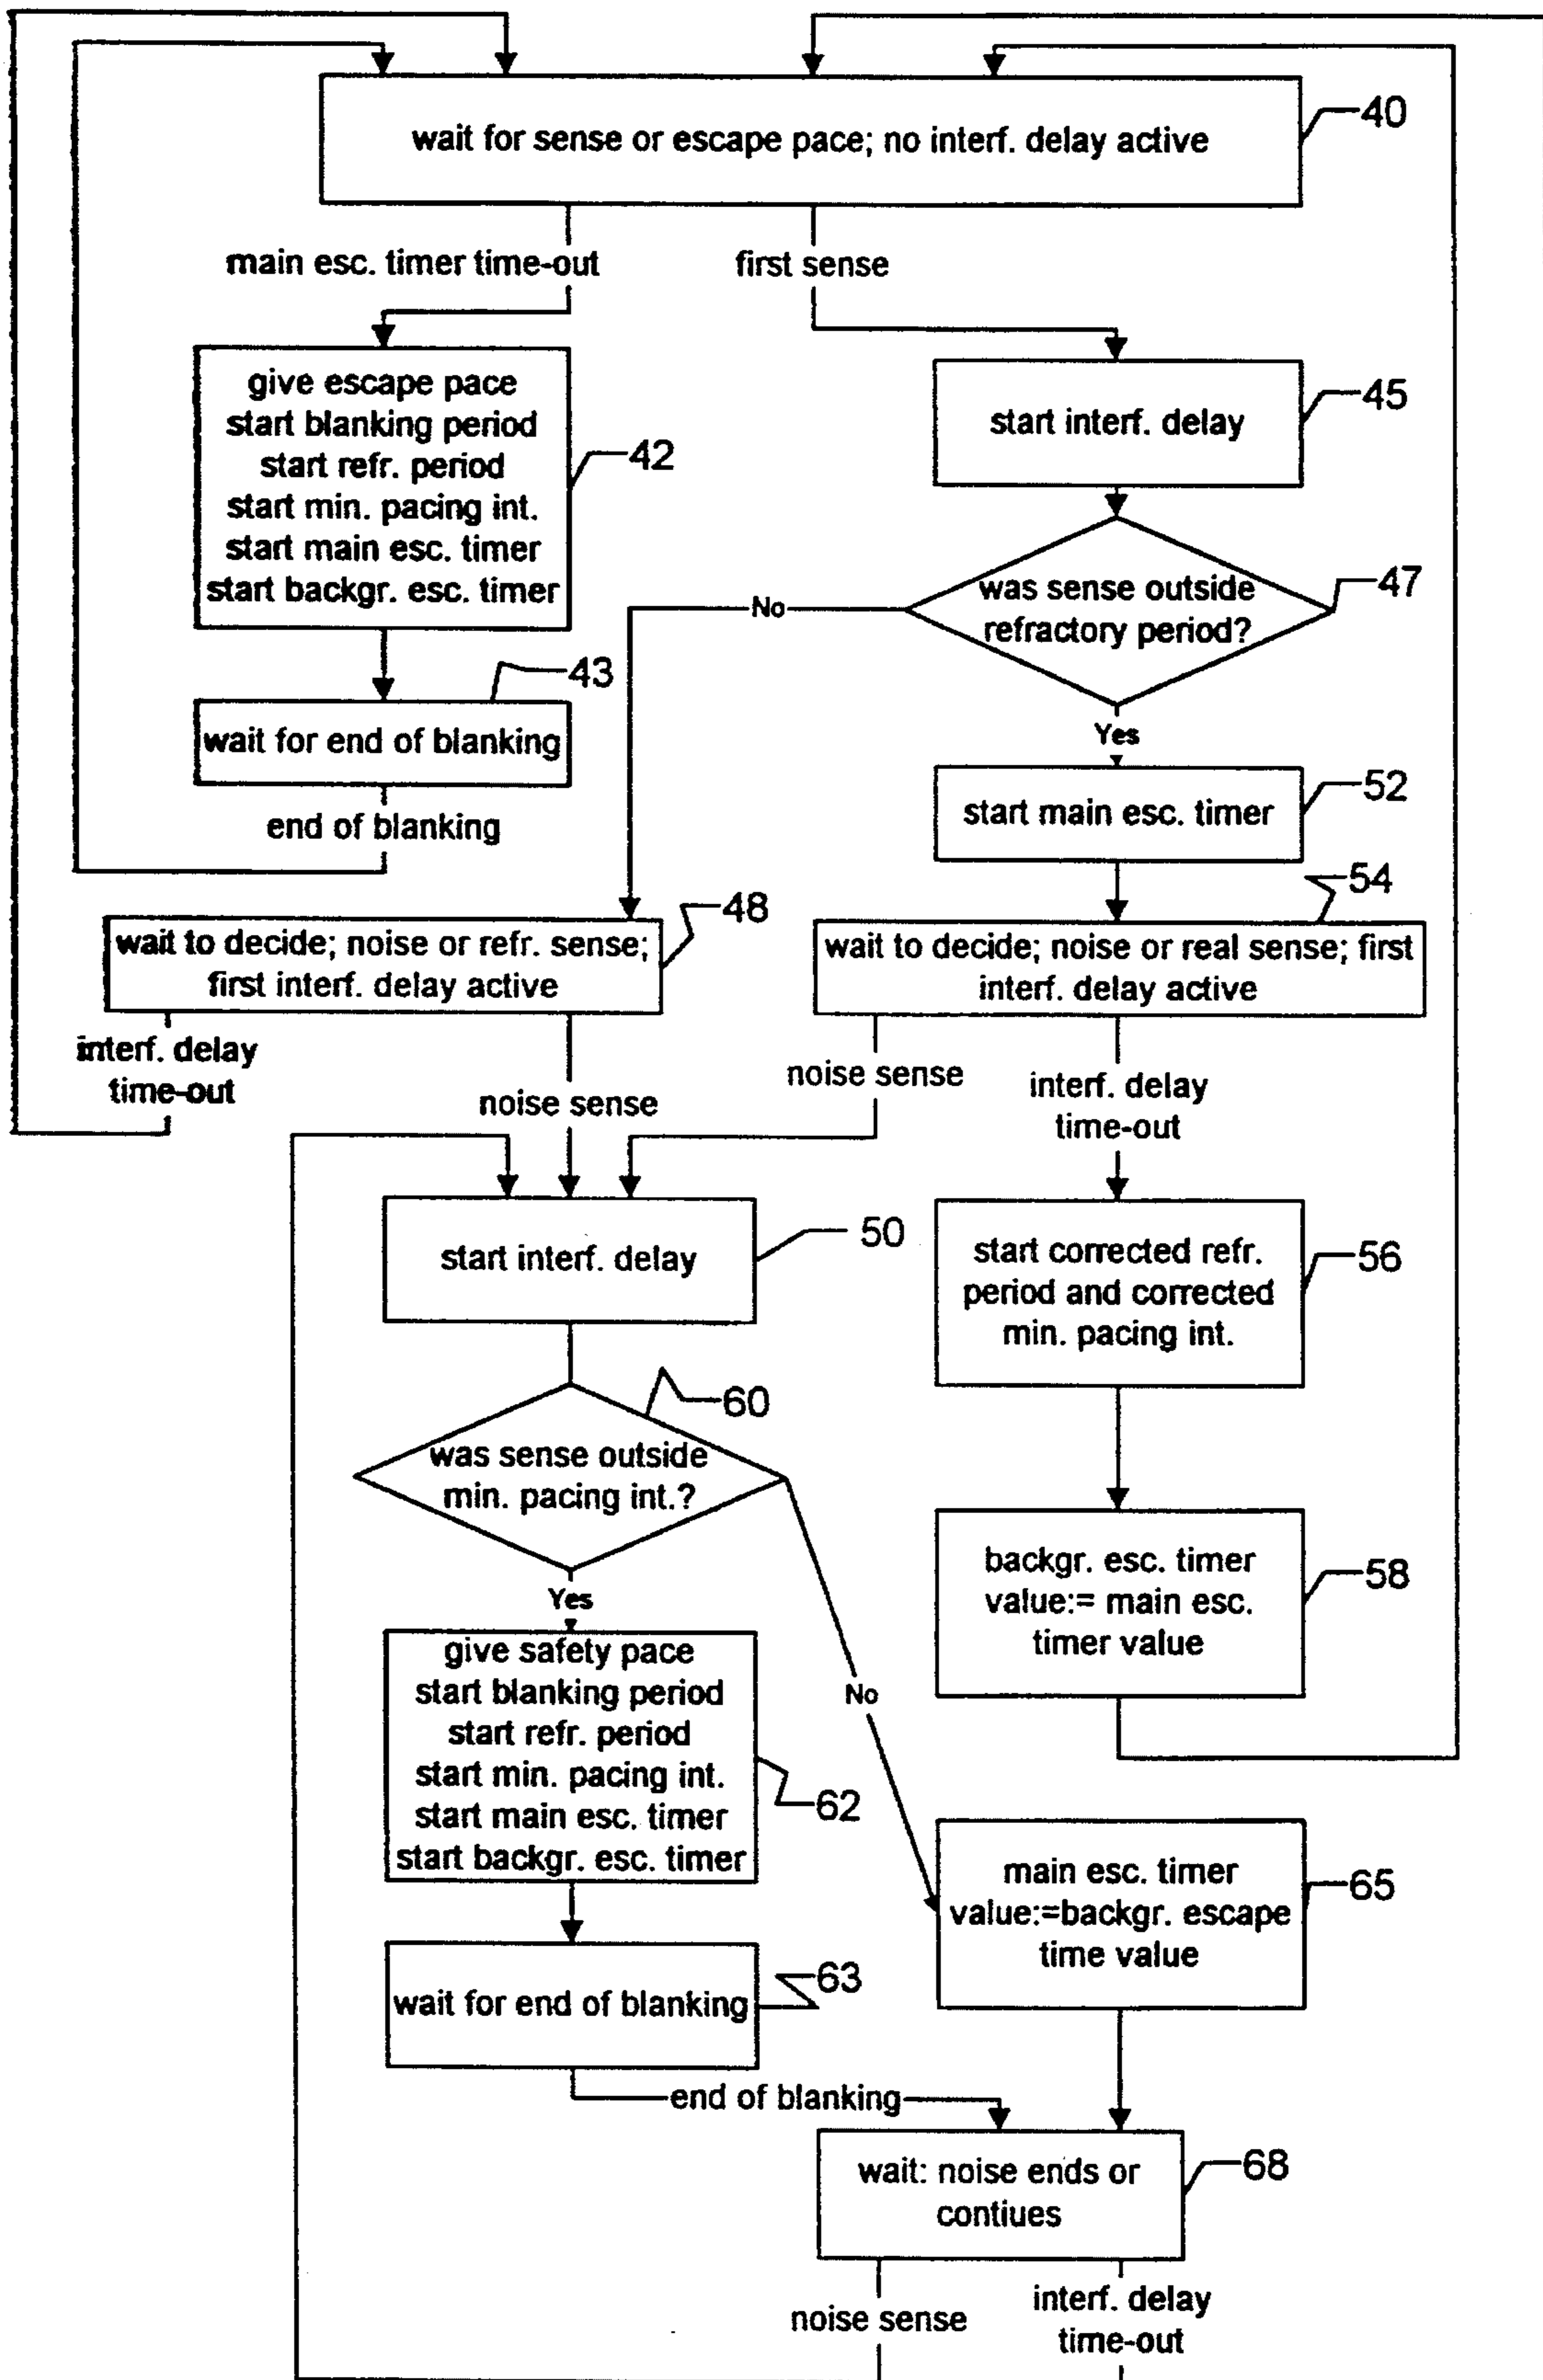 wait for sense or escape pace; no interf. delay active
40
main esc. timer time-out
first sense
give escape pace
start blanking period
start refr. period
start min. pacing int.
start main esc. timer
start backgr. esc. timer
42
start interf. delay
45
was sense outside
refractory period?
47
No
Yes
43
wait for end of blanking
end of blanking
start main esc. timer
52
48
wait to decide; noise or refr. sense;
first interf. delay active
54
wait to decide; noise or real sense; first
interf. delay active
interf. delay
time-out
noise sense
noise sense
interf. delay
time-out
start interf. delay
50
start corrected refr.
period and corrected
min. pacing int.
56
60
was sense outside
min. pacing int.?
Yes
No
backgr. esc. timer
value:= main esc.
timer value
58
give safety pace
start blanking period
start refr. period
start min. pacing int.
start main esc. timer
start backgr. esc. timer
62
main esc. timer
value:=backgr. escape
time value
65
wait for end of blanking
63
end of blanking
wait: noise ends or
contiues
68
noise sense
interf. delay
time-out